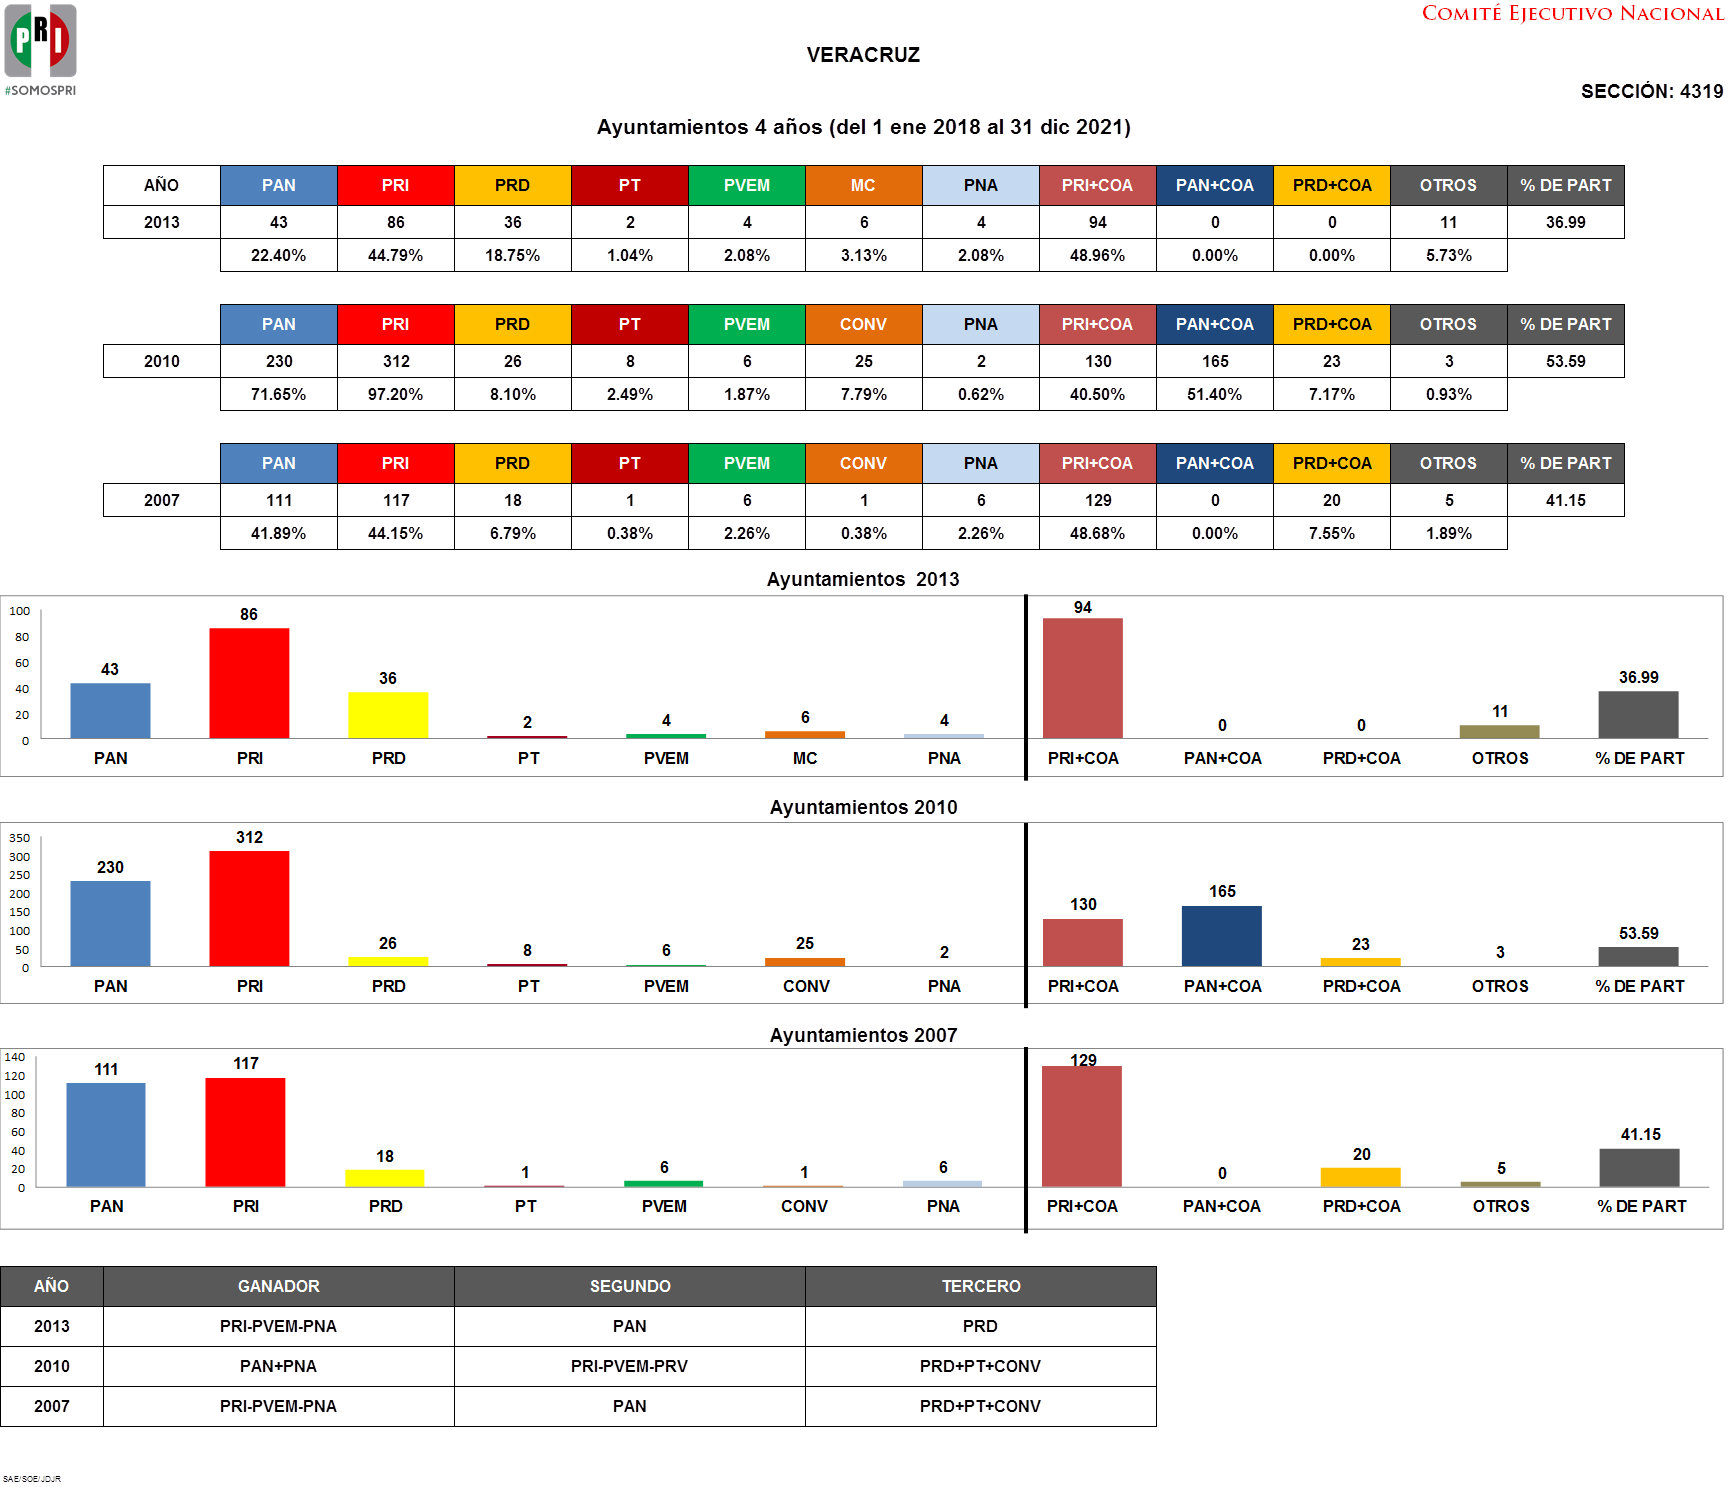 COMITÉ EJECUTIVO NACIONAL
PRI
#SOMOSPRI
VERACRUZ
SECCIÓN: 4319
Ayuntamientos 4 años (del 1 ene 2018 al 31 dic 2021)
AÑO PAN PRI PRD PT PVEM MC PNA PRI+COA PAN+COA PRD+COA OTROS % DE PART
2013 43 86 36 2 4 6 4 94 0 0 11 36.99
22.40% 44.79% 18.75% 1.04% 2.08% 3.13% 2.08% 48.96% 0.00% 0.00% 5.73%
PAN PRI PRD PT PVEM CONV PNA PRI+COA PAN+COA PRD+COA OTROS % DE PART
2010 230 312 26 8 6 25 2 130 165 23 3 53.59
71.65% 97.20% 8.10% 2.49% 1.87% 7.79% 0.62% 40.50% 51.40% 7.17% 0.93%
PAN PRI PRD PT PVEM CONV PNA PRI+COA PAN+COA PRD+COA OTROS % DE PART
2007 111 117 18 1 6 1 6 129 0 20 5 41.15
41.89% 44.15% 6.79% 0.38% 2.26% 0.38% 2.26% 48.68% 0.00% 7.55% 1.89%
Ayuntamientos 2013
100
80
60
40
20
0
43 86 36 2 4 6 4 94 0 0 11 36.99
PAN PRI PRD PT PVEM MC PNA PRI+COA PAN+COA PRD+COA OTROS % DE PART
Ayuntamientos 2010
350
300
250
200
150
100
50
0
230 312 26 8 6 25 2 130 165 23 3 53.59
PAN PRI PRD PT PVEM CONV PNA PRI+COA PAN+COA PRD+COA OTROS % DE PART
Ayuntamientos 2007
140
120
100
80
60
40
20
0
111 117 18 1 6 1 6 129 0 20 5 41.15
PAN PRI PRD PT PVEM CONV PNA PRI+COA PAN+COA PRD+COA OTROS % DE PART
AÑO GANADOR SEGUNDO TERCERO
2013 PRI-PVEM-PNA PAN PRD
2010 PAN+PNA PRI-PVEM-PRV PRD+PT+CONV
2007 PRI-PVEM-PNA PAN PRD+PT+CONV
SAE/SOE/JDJR